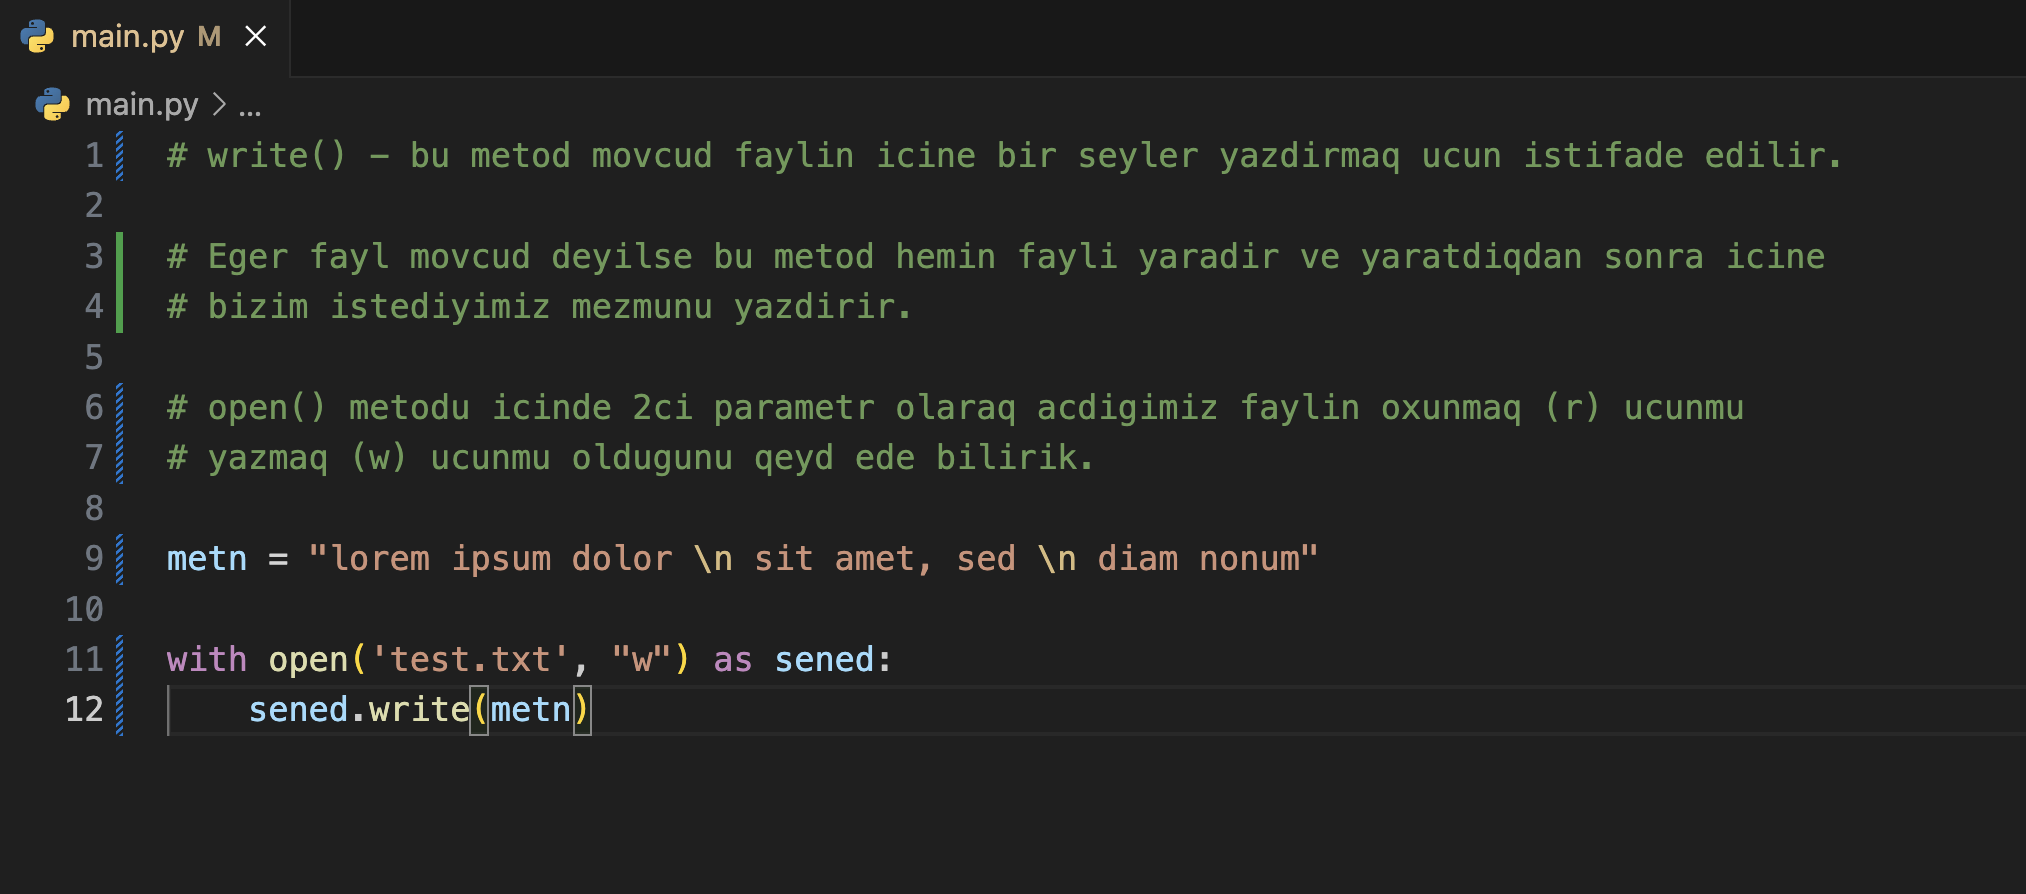 main.py M
main.py > ...
1 # write() - bu metod movcud faylin icine bir seyler yazdirmaq ucun istifade edilir.
2
3 # Eger fayl movcud deyilse bu metod hemin fayli yaradir ve yaratdiqdan sonra icine
4 # bizim istediyimiz mezmunu yazdirir.
5
6 # open() metodu icinde 2ci parametr olaraq acdigimiz faylin oxunmaq (r) ucunmu
7 # yazmaq (w) ucunmu oldugunu qeyd ede bilirik.
8
9 metn = "lorem ipsum dolor \n sit amet, sed \n diam nonum"
10
11 with open('test.txt', "w") as sened:
12     sened.write(metn)